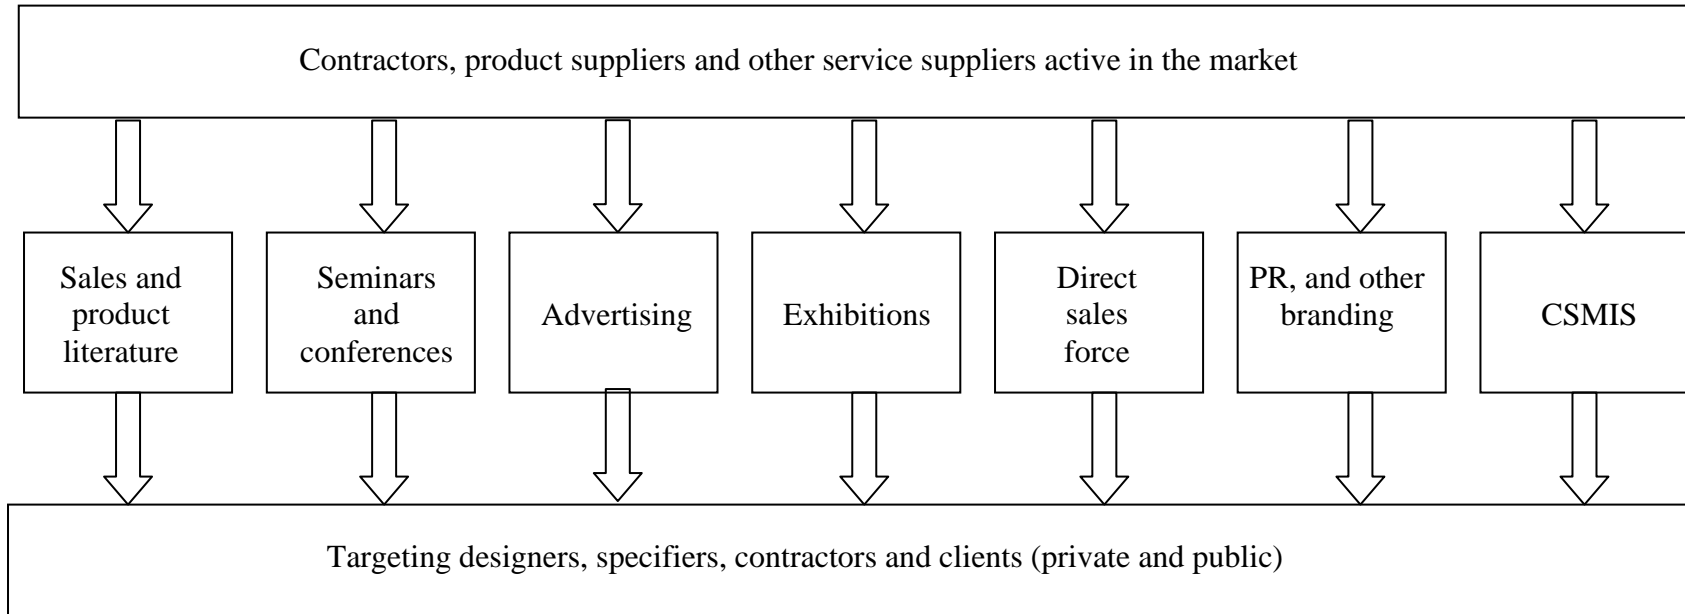 Contractors, product suppliers and other service suppliers active in the market
Sales and
product
literature
Seminars
and
conferences
Advertising
Exhibitions
Direct
sales
force
PR, and other
branding
CSMIS
Targeting designers, specifiers, contractors and clients (private and public)